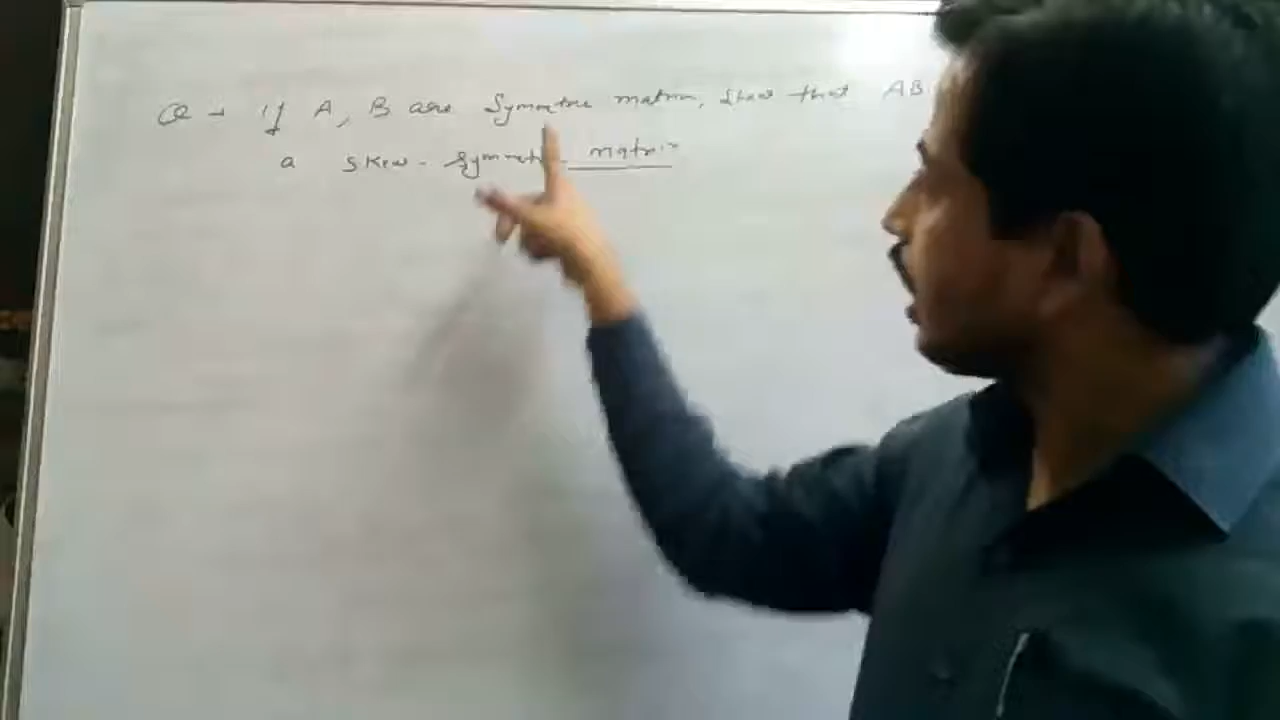 Q → If A, B are Symmetric matrix, show that AB
a skew - Symmetric matrix